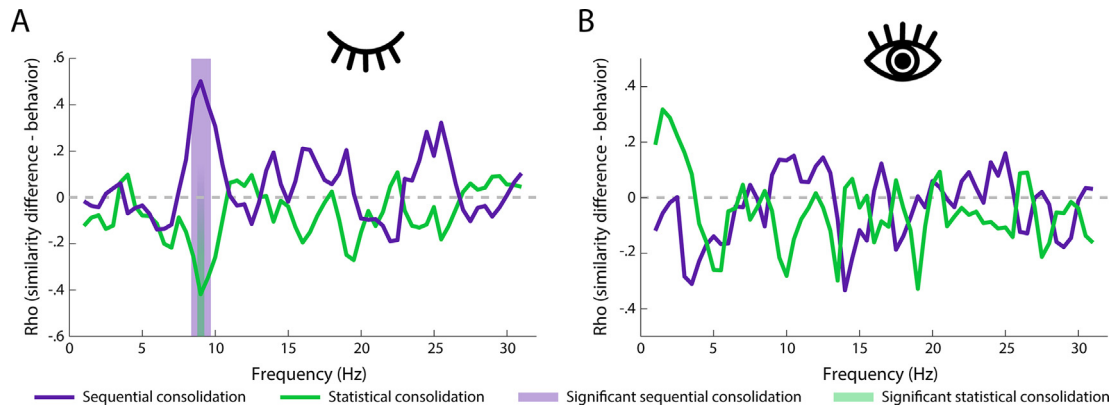 A
B
Rho (similarity difference - behavior)
.6
.4
.2
0
-.2
-.4
-.6
0 5 10 15 20 25 30
Frequency (Hz)
Rho (similarity difference - behavior)
.4
.2
0
-.2
-.4
0 5 10 15 20 25 30
Frequency (Hz)
Sequential consolidation Statistical consolidation Significant sequential consolidation Significant statistical consolidation